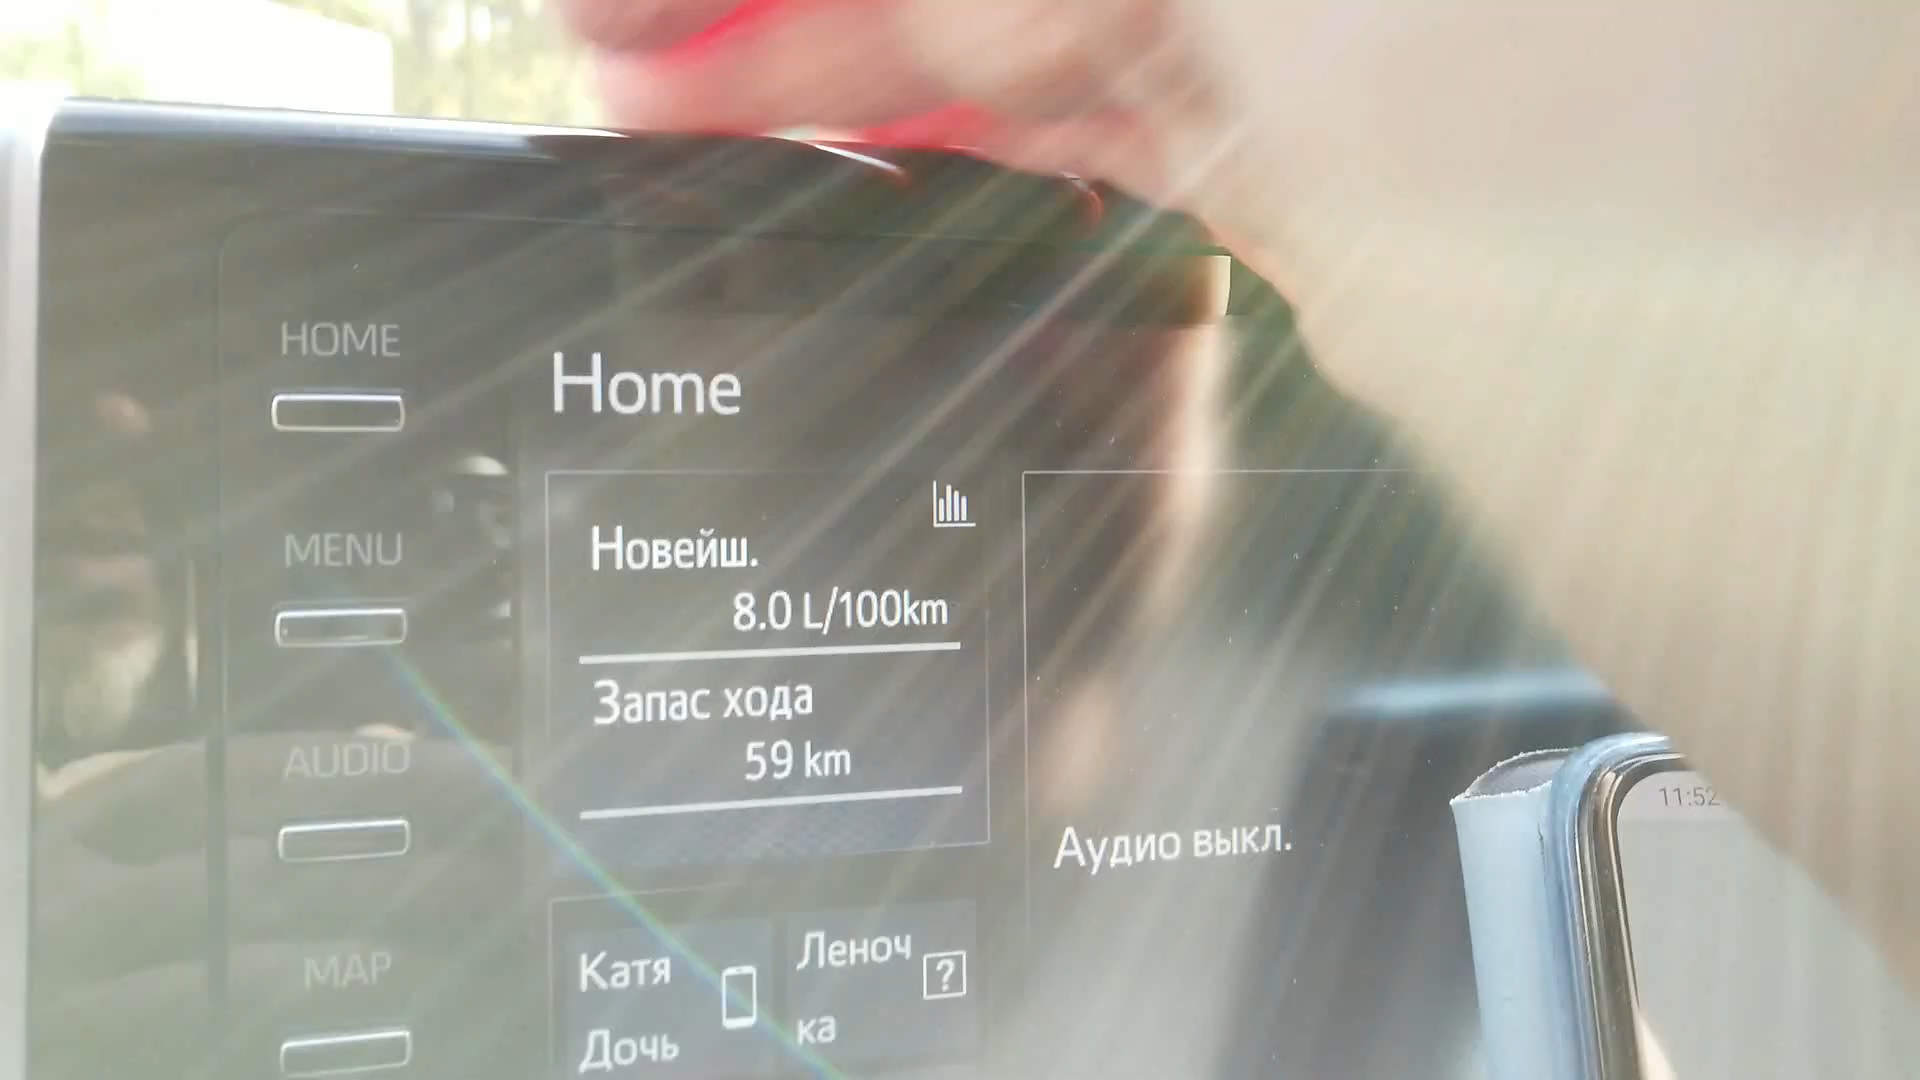 HOME
MENU
AUDIO
MAP
Home
Новейш.
8.0 L/100km
Запас хода
59 km
Аудио выкл.
Катя
Дочь
Леноч
ка
?
11:52